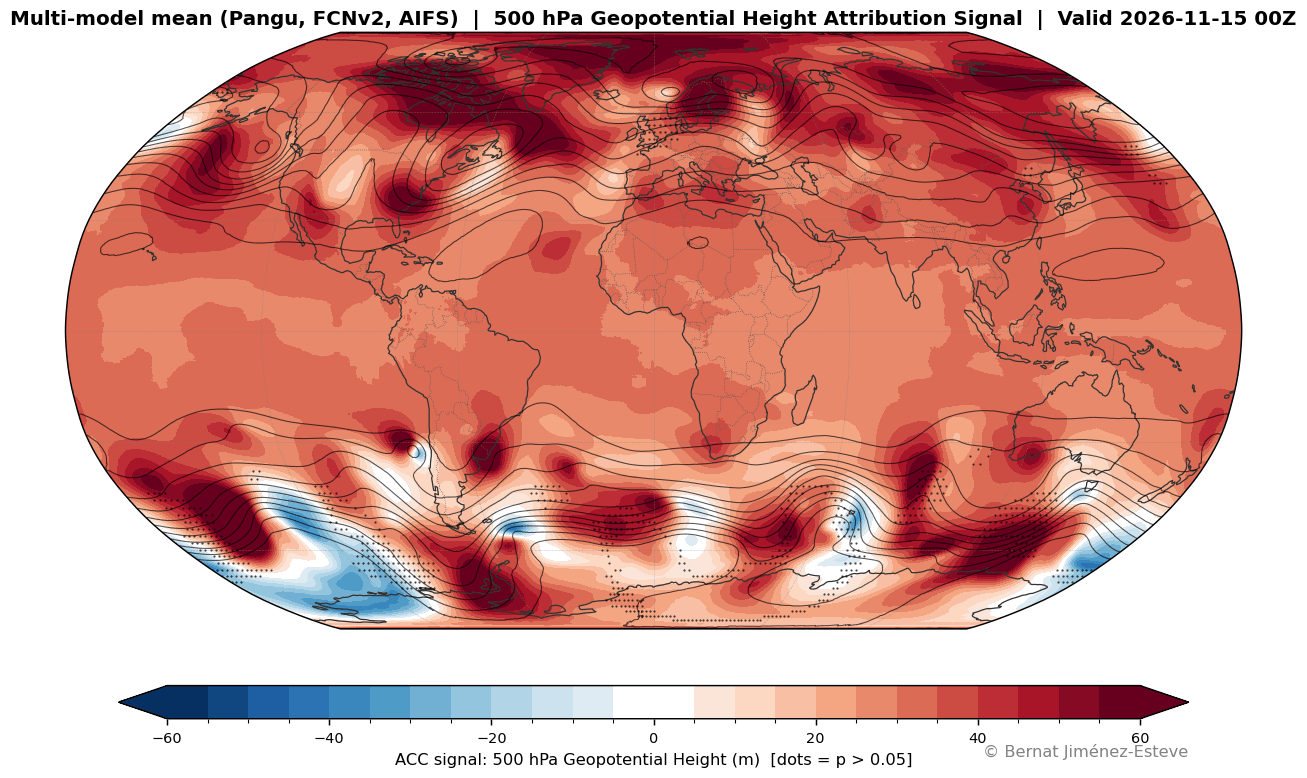 Multi-model mean (Pangu, FCNv2, AIFS) | 500 hPa Geopotential Height Attribution Signal | Valid 2026-11-15 00Z
−60 −40 −20 0 20 40 60
ACC signal: 500 hPa Geopotential Height (m) [dots = p > 0.05]
© Bernat Jiménez-Esteve